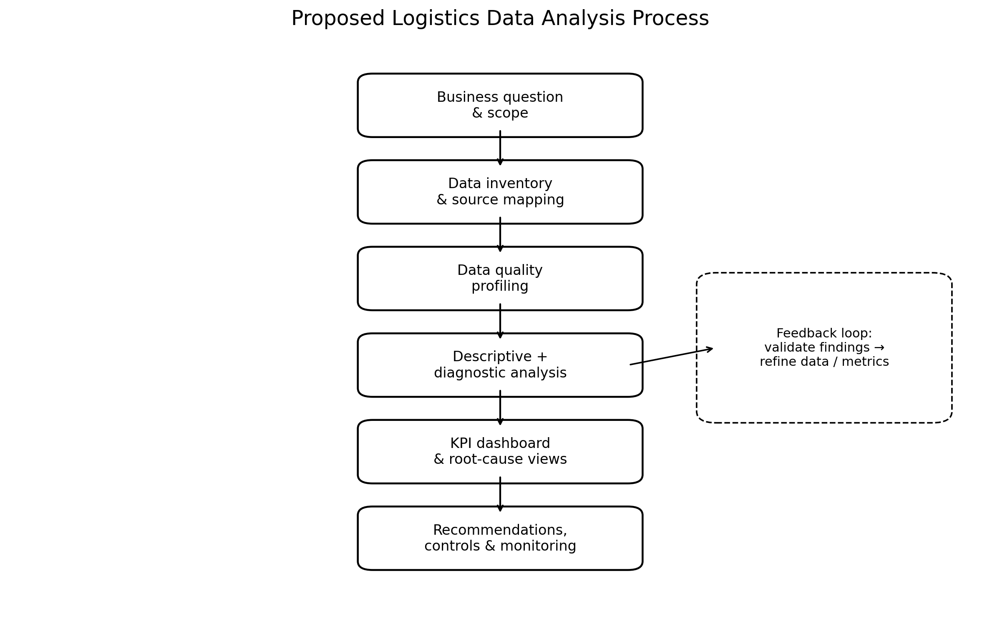 Proposed Logistics Data Analysis Process
Business question
& scope
Data inventory
& source mapping
Data quality
profiling
Descriptive +
diagnostic analysis
Feedback loop:
validate findings →
refine data / metrics
KPI dashboard
& root-cause views
Recommendations,
controls & monitoring